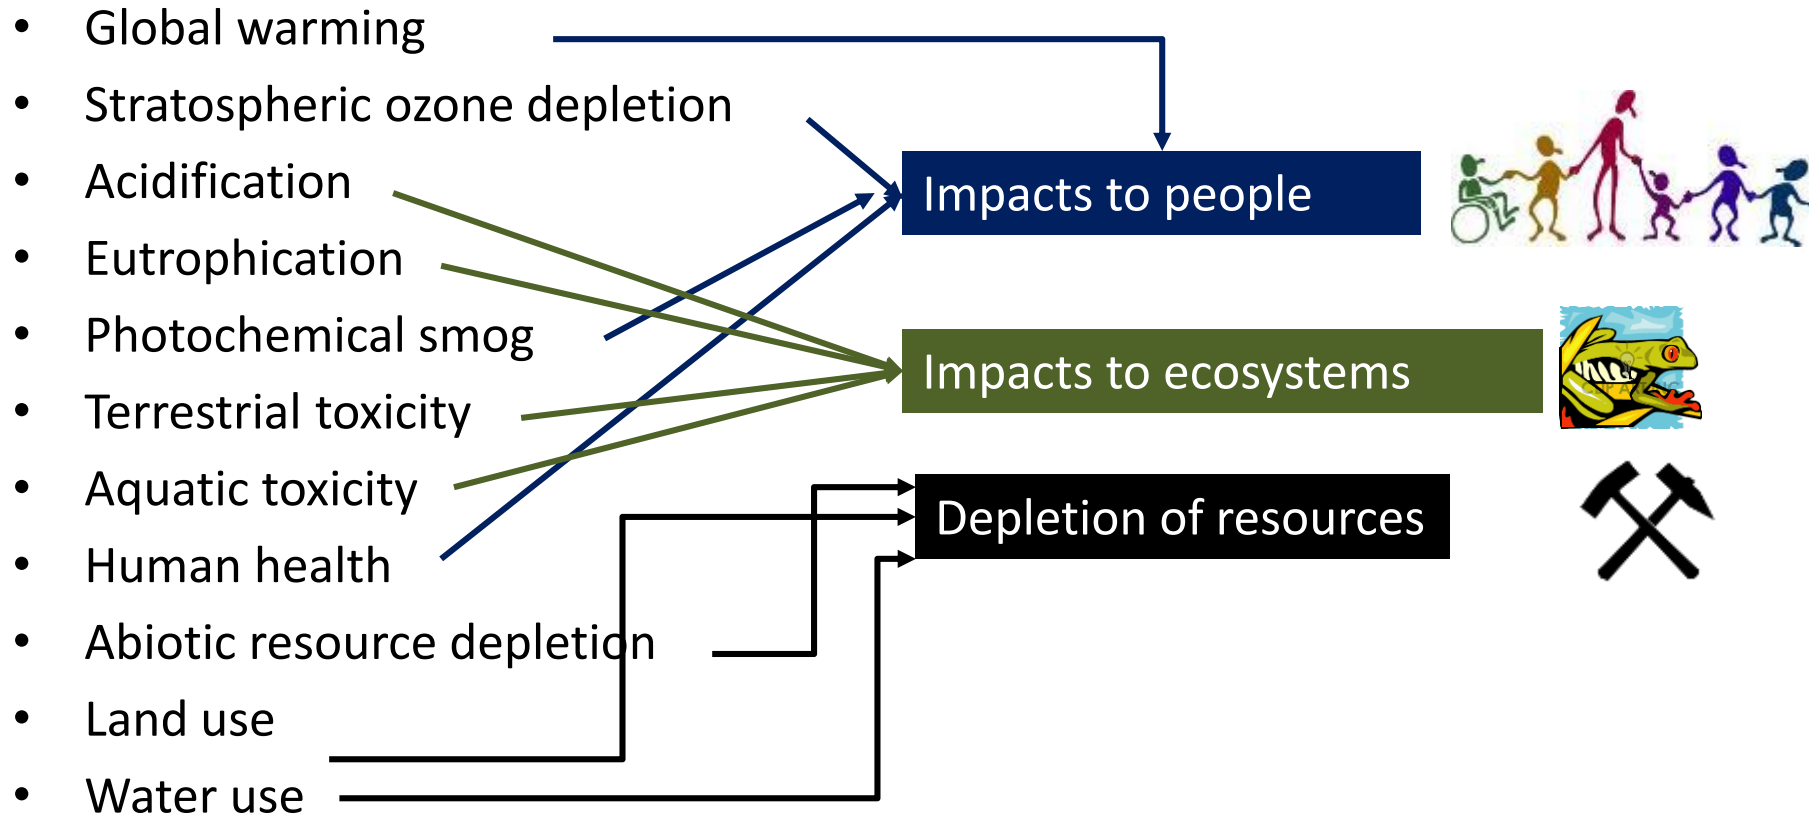 • Global warming
• Stratospheric ozone depletion
• Acidification
• Eutrophication
• Photochemical smog
• Terrestrial toxicity
• Aquatic toxicity
• Human health
• Abiotic resource depletion
• Land use
• Water use
Impacts to people
Impacts to ecosystems
Depletion of resources